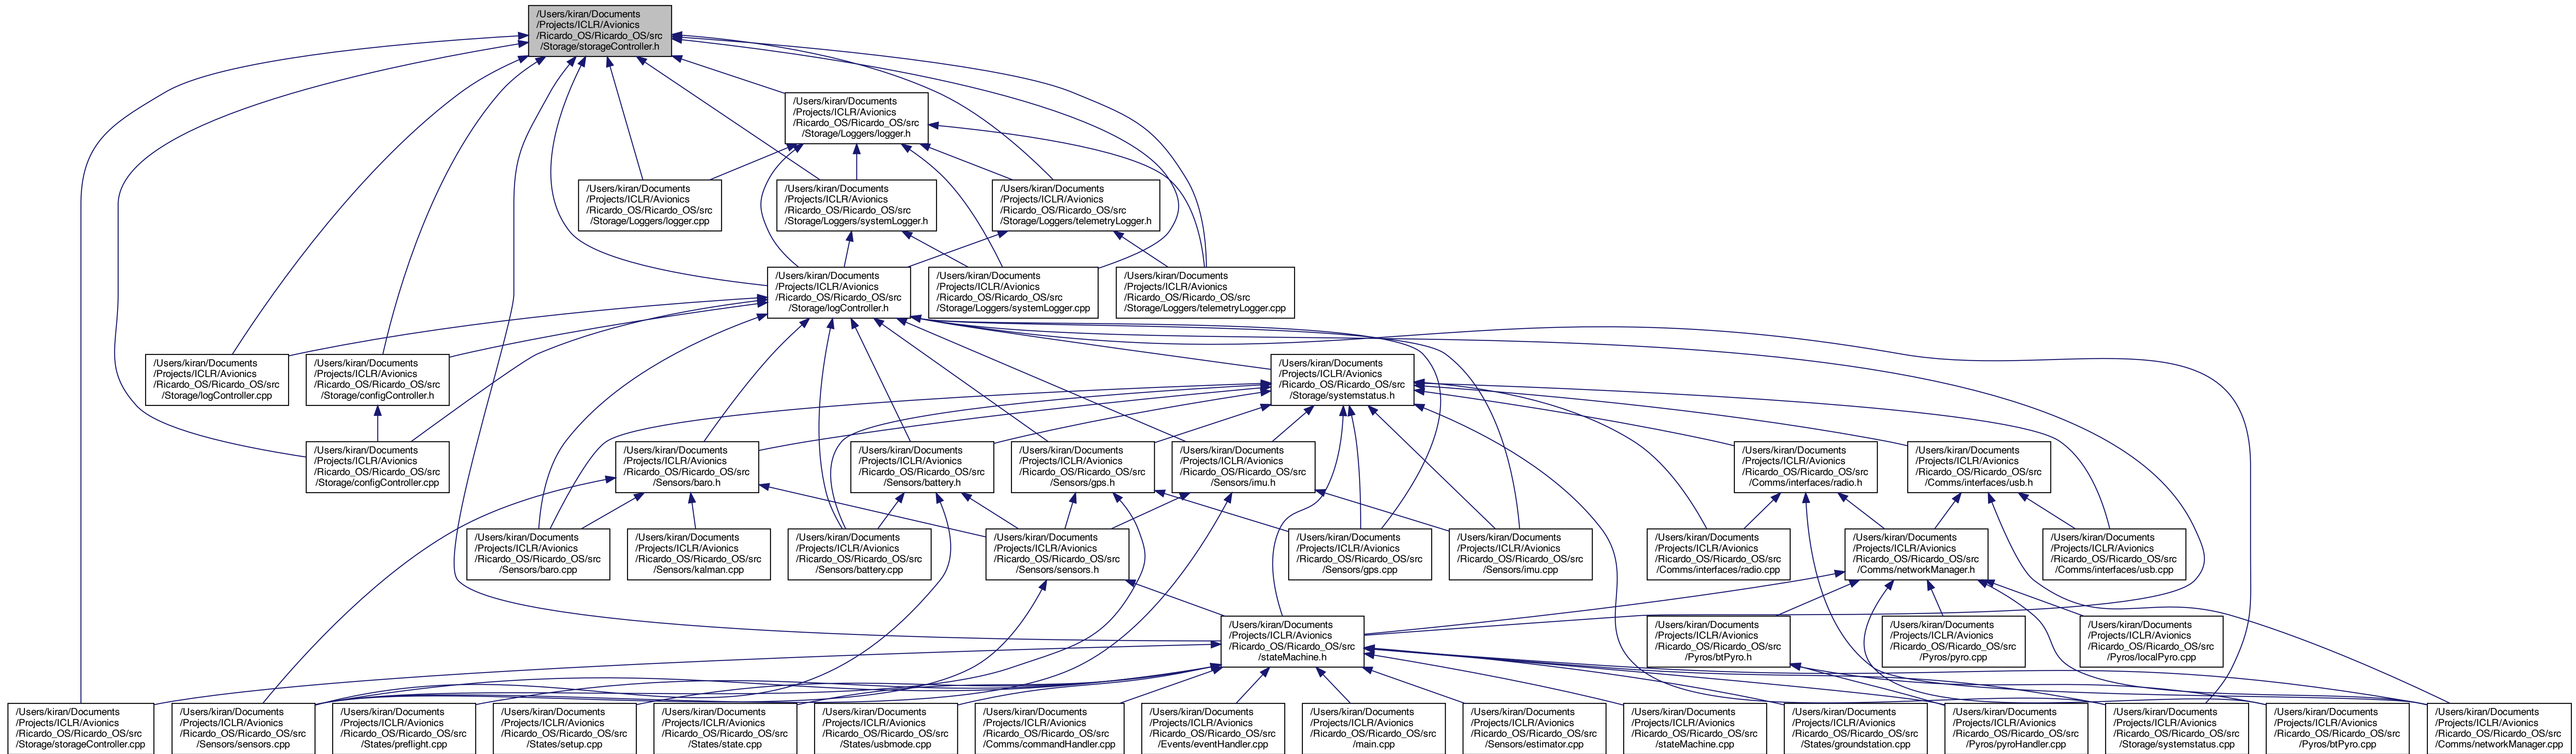 /Users/kiran/Documents
/Projects/ICLR/Avionics
/Ricardo_OS/Ricardo_OS/src
/Storage/storageController.h
/Users/kiran/Documents
/Projects/ICLR/Avionics
/Ricardo_OS/Ricardo_OS/src
/Storage/Loggers/logger.h
/Users/kiran/Documents
/Projects/ICLR/Avionics
/Ricardo_OS/Ricardo_OS/src
/Storage/Loggers/logger.cpp
/Users/kiran/Documents
/Projects/ICLR/Avionics
/Ricardo_OS/Ricardo_OS/src
/Storage/Loggers/systemLogger.h
/Users/kiran/Documents
/Projects/ICLR/Avionics
/Ricardo_OS/Ricardo_OS/src
/Storage/Loggers/telemetryLogger.h
/Users/kiran/Documents
/Projects/ICLR/Avionics
/Ricardo_OS/Ricardo_OS/src
/Storage/logController.h
/Users/kiran/Documents
/Projects/ICLR/Avionics
/Ricardo_OS/Ricardo_OS/src
/Storage/Loggers/systemLogger.cpp
/Users/kiran/Documents
/Projects/ICLR/Avionics
/Ricardo_OS/Ricardo_OS/src
/Storage/Loggers/telemetryLogger.cpp
/Users/kiran/Documents
/Projects/ICLR/Avionics
/Ricardo_OS/Ricardo_OS/src
/Storage/logController.cpp
/Users/kiran/Documents
/Projects/ICLR/Avionics
/Ricardo_OS/Ricardo_OS/src
/Storage/configController.h
/Users/kiran/Documents
/Projects/ICLR/Avionics
/Ricardo_OS/Ricardo_OS/src
/Storage/systemstatus.h
/Users/kiran/Documents
/Projects/ICLR/Avionics
/Ricardo_OS/Ricardo_OS/src
/Storage/configController.cpp
/Users/kiran/Documents
/Projects/ICLR/Avionics
/Ricardo_OS/Ricardo_OS/src
/Sensors/baro.h
/Users/kiran/Documents
/Projects/ICLR/Avionics
/Ricardo_OS/Ricardo_OS/src
/Sensors/battery.h
/Users/kiran/Documents
/Projects/ICLR/Avionics
/Ricardo_OS/Ricardo_OS/src
/Sensors/gps.h
/Users/kiran/Documents
/Projects/ICLR/Avionics
/Ricardo_OS/Ricardo_OS/src
/Sensors/imu.h
/Users/kiran/Documents
/Projects/ICLR/Avionics
/Ricardo_OS/Ricardo_OS/src
/Comms/interfaces/radio.h
/Users/kiran/Documents
/Projects/ICLR/Avionics
/Ricardo_OS/Ricardo_OS/src
/Comms/interfaces/usb.h
/Users/kiran/Documents
/Projects/ICLR/Avionics
/Ricardo_OS/Ricardo_OS/src
/Sensors/baro.cpp
/Users/kiran/Documents
/Projects/ICLR/Avionics
/Ricardo_OS/Ricardo_OS/src
/Sensors/kalman.cpp
/Users/kiran/Documents
/Projects/ICLR/Avionics
/Ricardo_OS/Ricardo_OS/src
/Sensors/battery.cpp
/Users/kiran/Documents
/Projects/ICLR/Avionics
/Ricardo_OS/Ricardo_OS/src
/Sensors/sensors.h
/Users/kiran/Documents
/Projects/ICLR/Avionics
/Ricardo_OS/Ricardo_OS/src
/Sensors/gps.cpp
/Users/kiran/Documents
/Projects/ICLR/Avionics
/Ricardo_OS/Ricardo_OS/src
/Sensors/imu.cpp
/Users/kiran/Documents
/Projects/ICLR/Avionics
/Ricardo_OS/Ricardo_OS/src
/Comms/interfaces/radio.cpp
/Users/kiran/Documents
/Projects/ICLR/Avionics
/Ricardo_OS/Ricardo_OS/src
/Comms/networkManager.h
/Users/kiran/Documents
/Projects/ICLR/Avionics
/Ricardo_OS/Ricardo_OS/src
/Comms/interfaces/usb.cpp
/Users/kiran/Documents
/Projects/ICLR/Avionics
/Ricardo_OS/Ricardo_OS/src
/stateMachine.h
/Users/kiran/Documents
/Projects/ICLR/Avionics
/Ricardo_OS/Ricardo_OS/src
/Pyros/btPyro.h
/Users/kiran/Documents
/Projects/ICLR/Avionics
/Ricardo_OS/Ricardo_OS/src
/Pyros/pyro.cpp
/Users/kiran/Documents
/Projects/ICLR/Avionics
/Ricardo_OS/Ricardo_OS/src
/Pyros/localPyro.cpp
/Users/kiran/Documents
/Projects/ICLR/Avionics
/Ricardo_OS/Ricardo_OS/src
/Storage/storageController.cpp
/Users/kiran/Documents
/Projects/ICLR/Avionics
/Ricardo_OS/Ricardo_OS/src
/Sensors/sensors.cpp
/Users/kiran/Documents
/Projects/ICLR/Avionics
/Ricardo_OS/Ricardo_OS/src
/States/preflight.cpp
/Users/kiran/Documents
/Projects/ICLR/Avionics
/Ricardo_OS/Ricardo_OS/src
/States/setup.cpp
/Users/kiran/Documents
/Projects/ICLR/Avionics
/Ricardo_OS/Ricardo_OS/src
/States/state.cpp
/Users/kiran/Documents
/Projects/ICLR/Avionics
/Ricardo_OS/Ricardo_OS/src
/States/usbmode.cpp
/Users/kiran/Documents
/Projects/ICLR/Avionics
/Ricardo_OS/Ricardo_OS/src
/Comms/commandHandler.cpp
/Users/kiran/Documents
/Projects/ICLR/Avionics
/Ricardo_OS/Ricardo_OS/src
/Events/eventHandler.cpp
/Users/kiran/Documents
/Projects/ICLR/Avionics
/Ricardo_OS/Ricardo_OS/src
/main.cpp
/Users/kiran/Documents
/Projects/ICLR/Avionics
/Ricardo_OS/Ricardo_OS/src
/Sensors/estimator.cpp
/Users/kiran/Documents
/Projects/ICLR/Avionics
/Ricardo_OS/Ricardo_OS/src
/stateMachine.cpp
/Users/kiran/Documents
/Projects/ICLR/Avionics
/Ricardo_OS/Ricardo_OS/src
/States/groundstation.cpp
/Users/kiran/Documents
/Projects/ICLR/Avionics
/Ricardo_OS/Ricardo_OS/src
/Pyros/pyroHandler.cpp
/Users/kiran/Documents
/Projects/ICLR/Avionics
/Ricardo_OS/Ricardo_OS/src
/Storage/systemstatus.cpp
/Users/kiran/Documents
/Projects/ICLR/Avionics
/Ricardo_OS/Ricardo_OS/src
/Pyros/btPyro.cpp
/Users/kiran/Documents
/Projects/ICLR/Avionics
/Ricardo_OS/Ricardo_OS/src
/Comms/networkManager.cpp